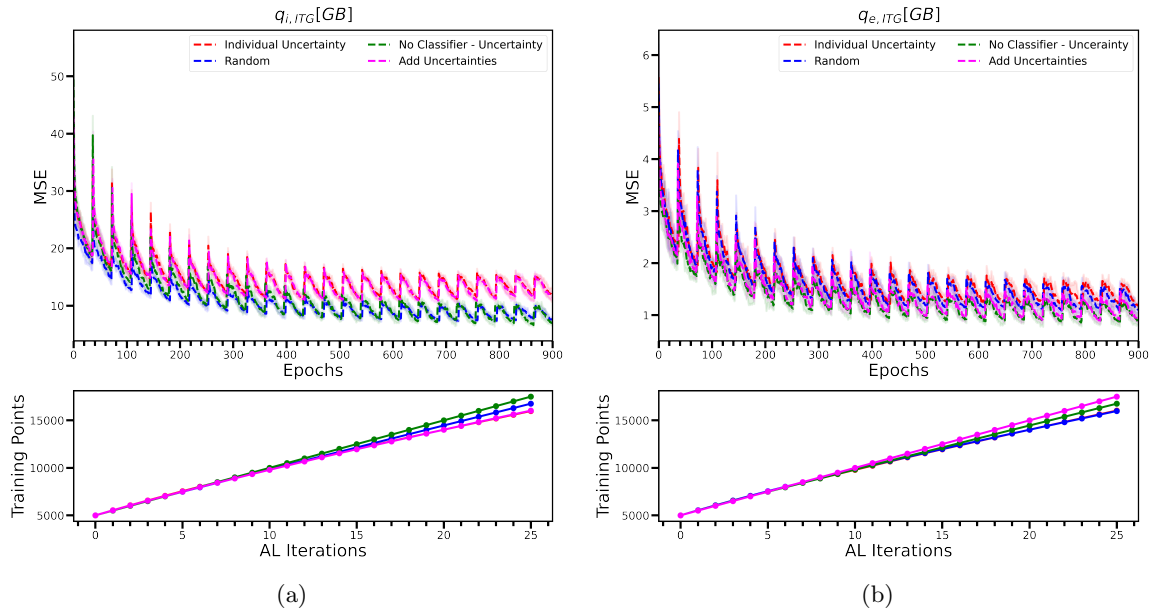 q_{i,ITG}[GB]
Individual Uncertainty
Random
No Classifier - Uncertainty
Add Uncertainties
MSE
50
40
30
20
10
0 100 200 300 400 500 600 700 800 900
Epochs
Training Points
15000
10000
5000
0 5 10 15 20 25
AL Iterations
(a)
q_{e,ITG}[GB]
Individual Uncertainty
Random
No Classifier - Uncerainty
Add Uncertainties
MSE
6
5
4
3
2
1
0 100 200 300 400 500 600 700 800 900
Epochs
Training Points
15000
10000
5000
0 5 10 15 20 25
AL Iterations
(b)